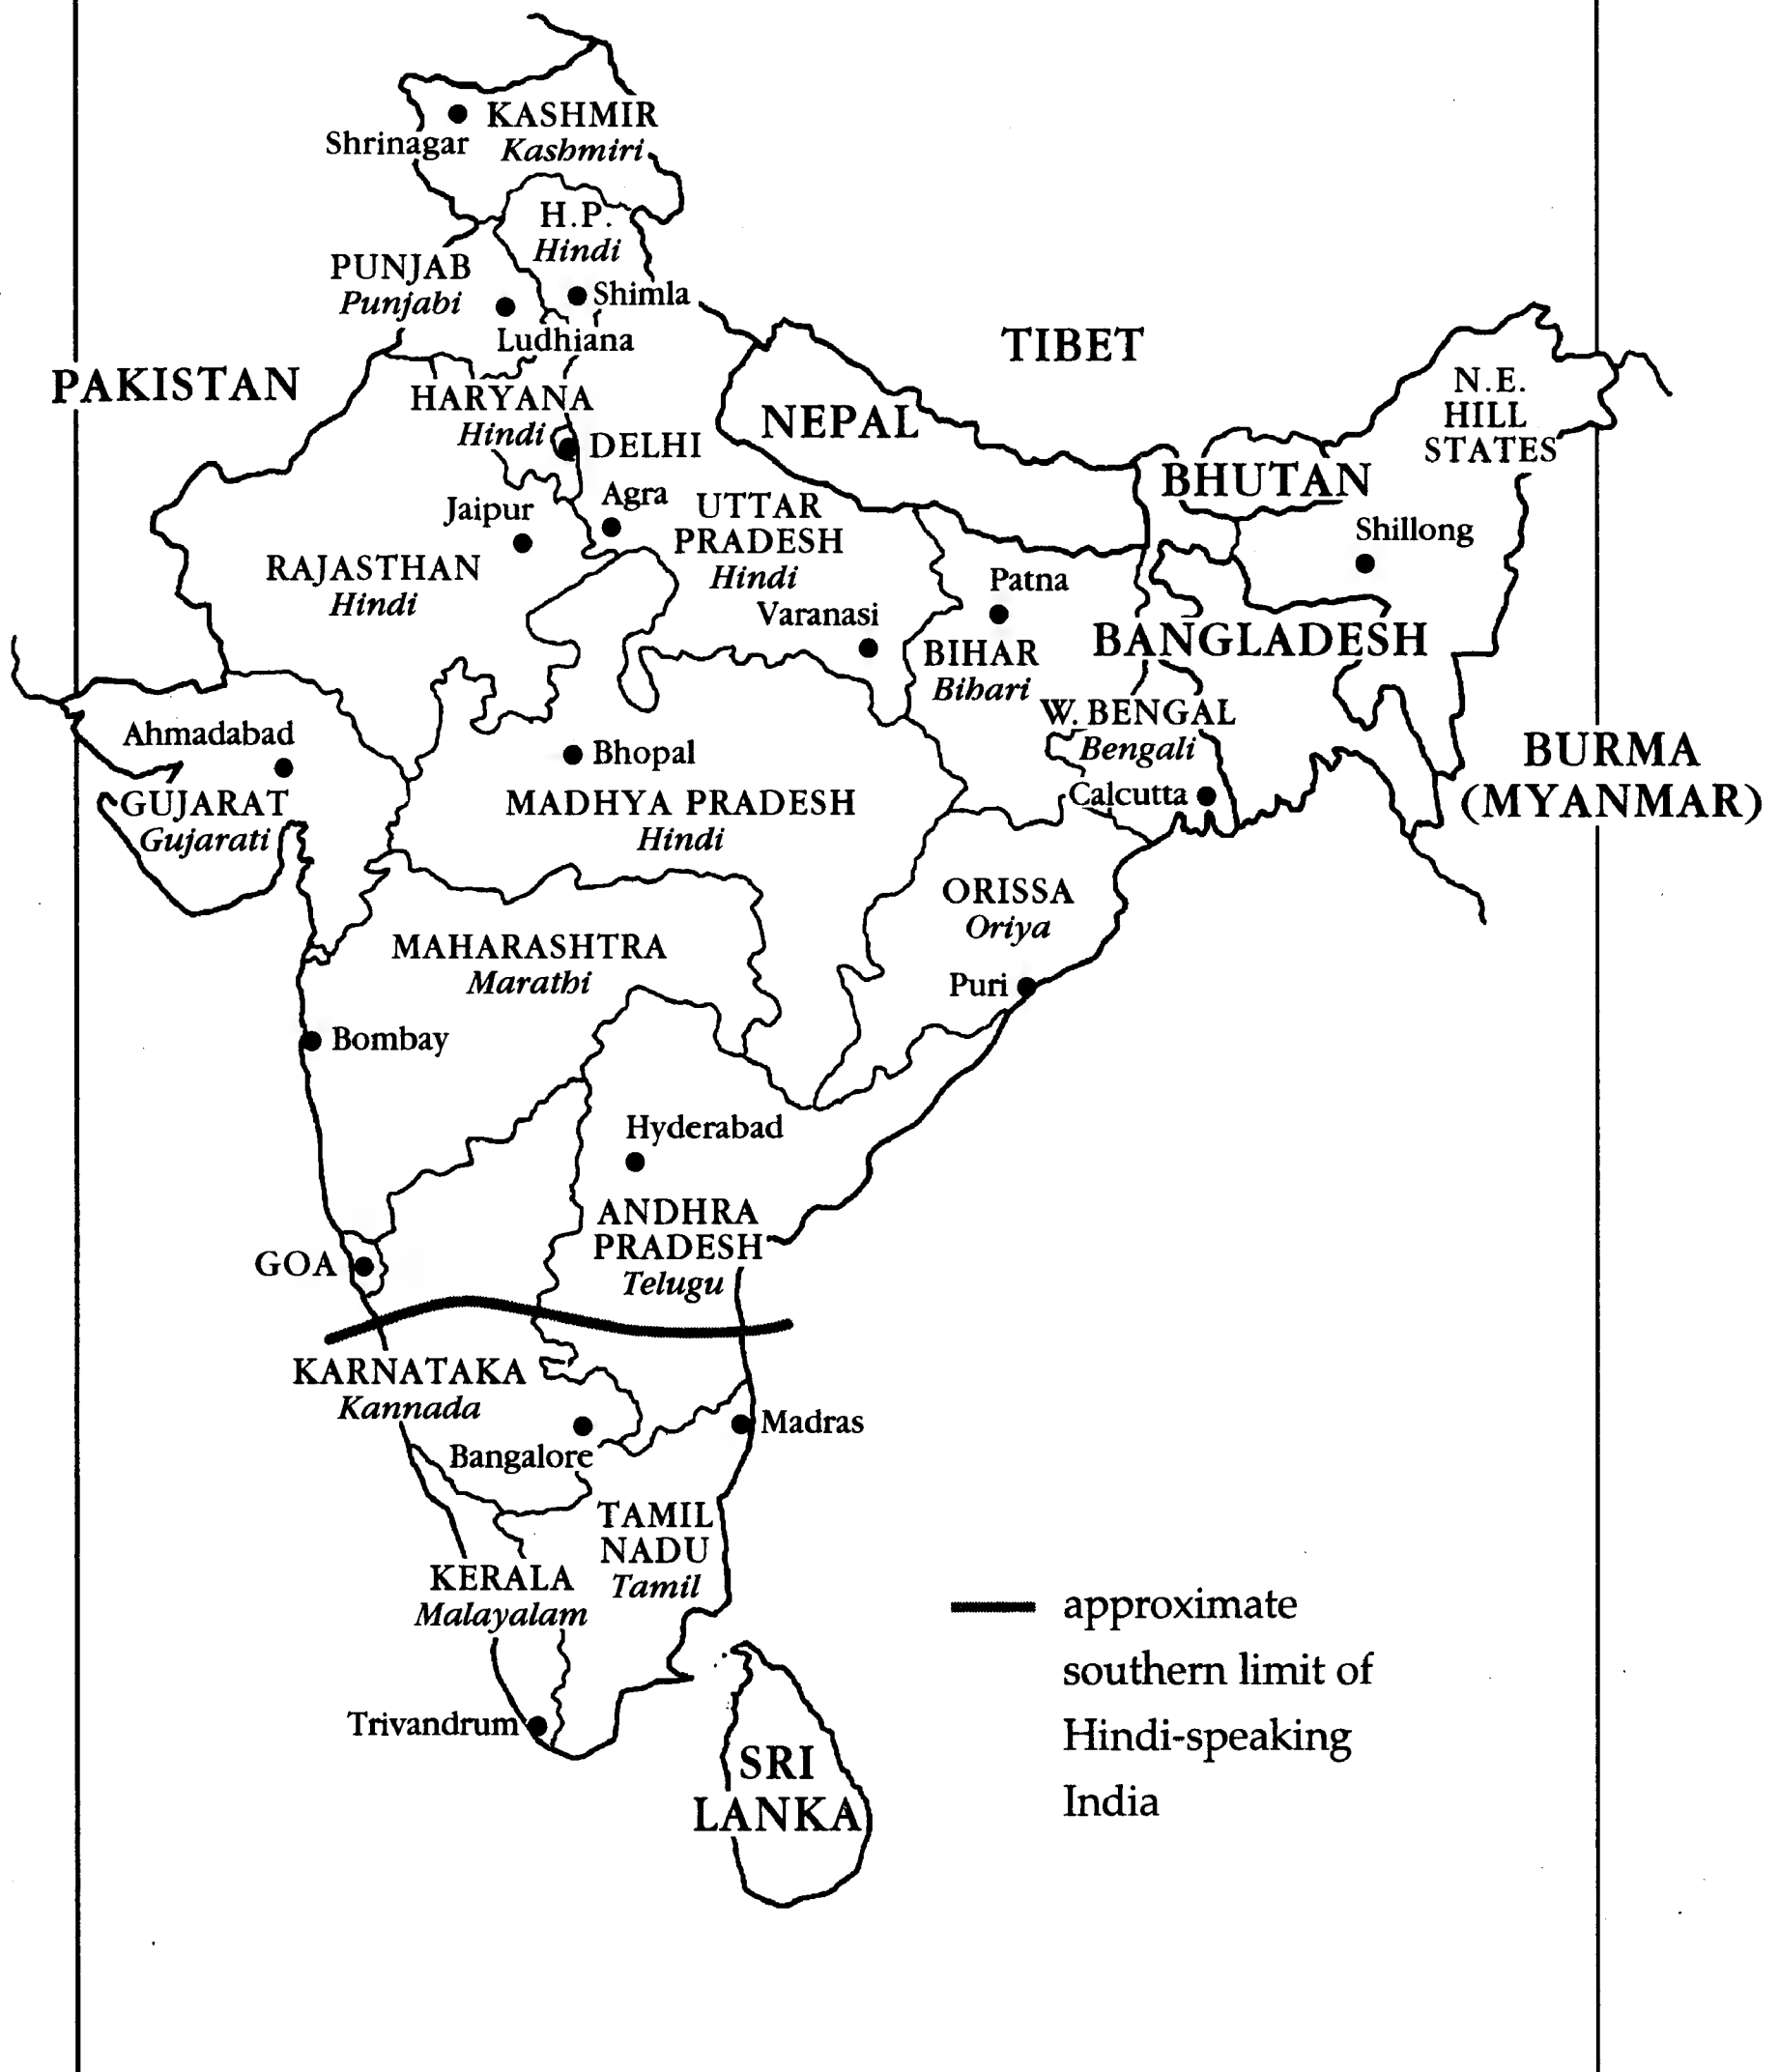 KASHMIR
Shrinagar
Kashmiri
H.P.
Hindi
PUNJAB
Punjabi
Shimla
Ludhiana
TIBET
PAKISTAN
HARYANA
Hindi
DELHI
NEPAL
N.E.
HILL
STATES
BHUTAN
Jaipur
Agra
UTTAR
PRADESH
Hindi
Shillong
RAJASTHAN
Hindi
Varanasi
Patna
BIHAR
Bihari
BANGLADESH
W. BENGAL
Bengali
Calcutta
BURMA
(MYANMAR)
Ahmadabad
GUJARAT
Gujarati
Bhopal
MADHYA PRADESH
Hindi
ORISSA
Oriya
Puri
MAHARASHTRA
Marathi
Bombay
Hyderabad
ANDHRA
PRADESH
Telugu
GOA
KARNATAKA
Kannada
Bangalore
Madras
TAMIL
NADU
Tamil
KERALA
Malayalam
Trivandrum
SRI
LANKA
approximate
southern limit of
Hindi-speaking
India